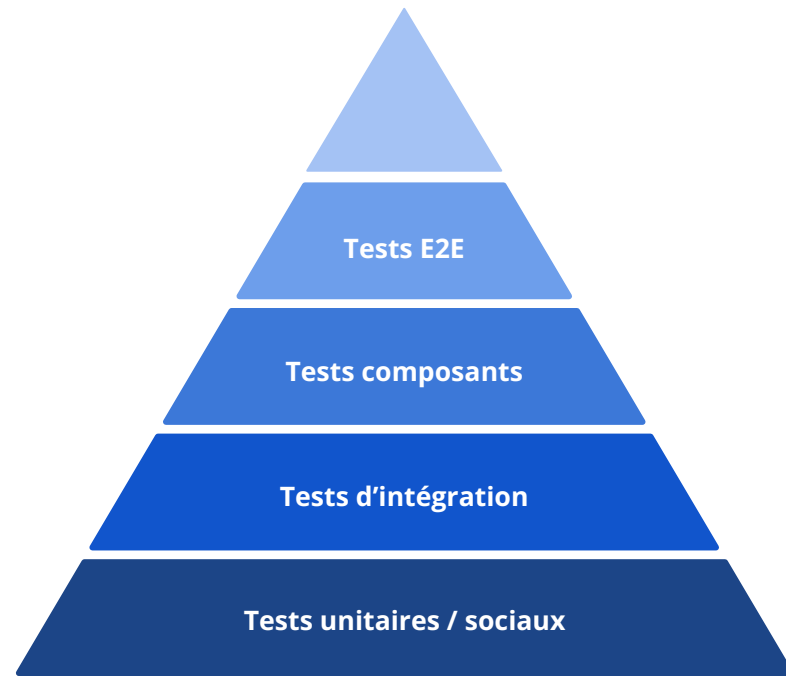 Tests E2E
Tests composants
Tests d’intégration
Tests unitaires / sociaux